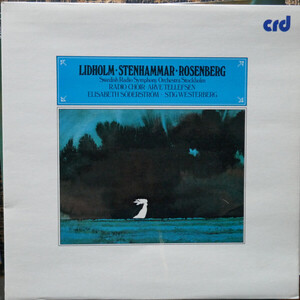 crd
LIDHOLM·STENHAMMAR·ROSENBERG
Swedish Radio Symphony Orchestra Stockholm
RADIO CHOIR·ARVE TELLEFSEN
ELISABETH SÖDERSTRÖM·STIG WESTERBERG